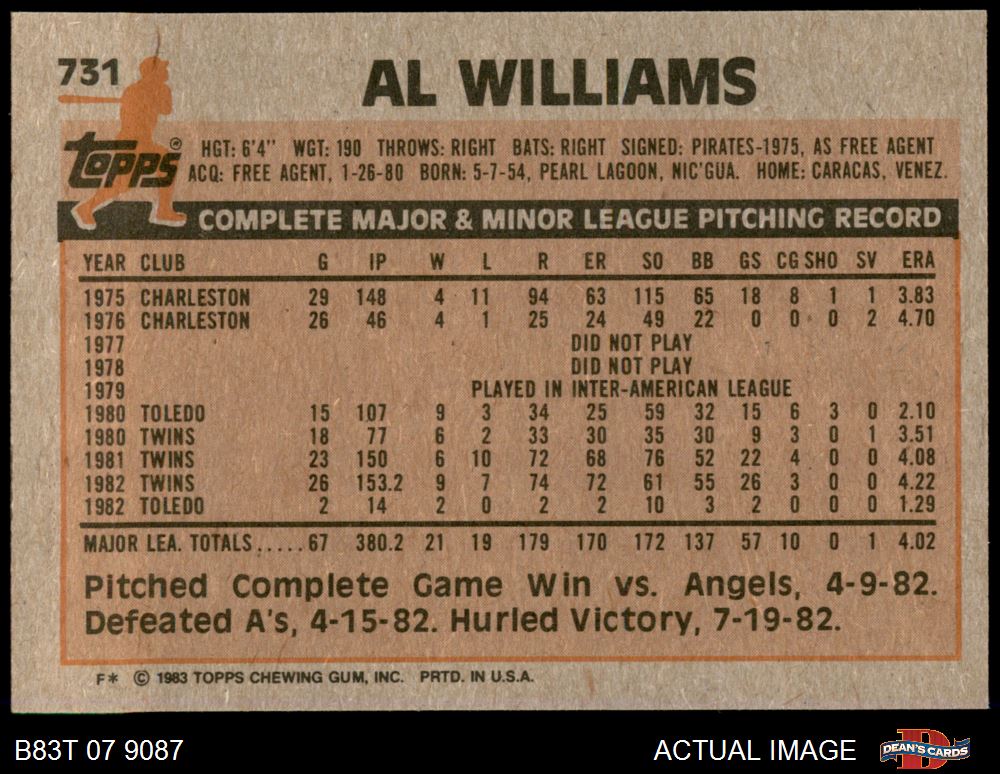 731
AL WILLIAMS
topps®
HGT: 6'4" WGT: 190 THROWS: RIGHT BATS: RIGHT SIGNED: PIRATES-1975, AS FREE AGENT
ACQ: FREE AGENT, 1-26-80 BORN: 5-7-54, PEARL LAGOON, NIC'GUA. HOME: CARACAS, VENEZ.
COMPLETE MAJOR & MINOR LEAGUE PITCHING RECORD
YEAR CLUB G IP W L R ER SO BB GS CG SHO SV ERA
1975 CHARLESTON 29 148 4 11 94 63 115 65 18 8 1 1 3.83
1976 CHARLESTON 26 46 4 1 25 24 49 22 0 0 0 2 4.70
1977 DID NOT PLAY
1978 DID NOT PLAY
1979 PLAYED IN INTER-AMERICAN LEAGUE
1980 TOLEDO 15 107 9 3 34 25 59 32 15 6 3 0 2.10
1980 TWINS 18 77 6 2 33 30 35 30 9 3 0 1 3.51
1981 TWINS 23 150 6 10 72 68 76 52 22 4 0 0 4.08
1982 TWINS 26 153.2 9 7 74 72 61 55 26 3 0 0 4.22
1982 TOLEDO 2 14 2 0 2 2 10 3 2 0 0 0 1.29
MAJOR LEA. TOTALS.....67 380.2 21 19 179 170 172 137 57 10 0 1 4.02
Pitched Complete Game Win vs. Angels, 4-9-82.
Defeated A's, 4-15-82. Hurled Victory, 7-19-82.
F* © 1983 TOPPS CHEWING GUM, INC. PRTD. IN U.S.A.
B83T 07 9087 ACTUAL IMAGE DEAN'S CARDS